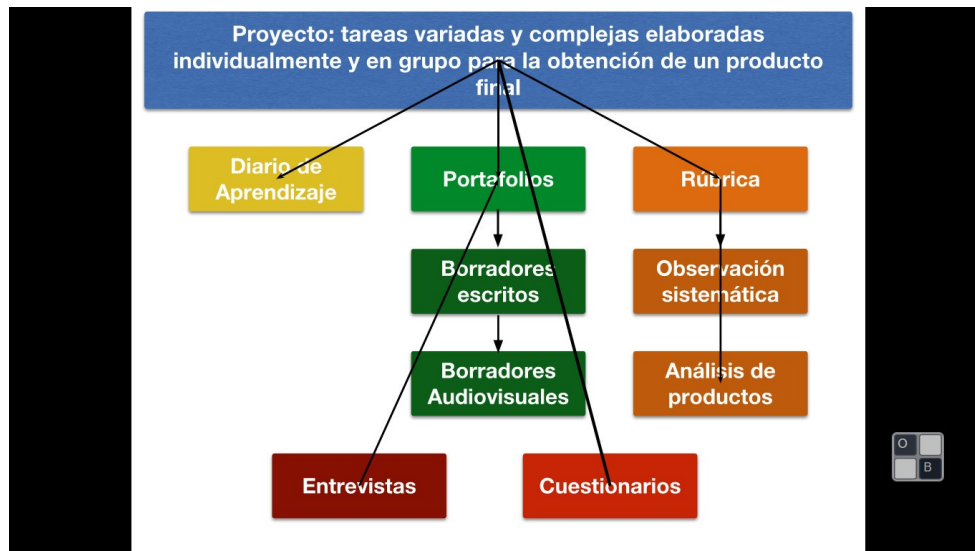 Proyecto: tareas variadas y complejas elaboradas
individualmente y en grupo para la obtención de un producto
final
Diario de
Aprendizaje
Portafolios
Rúbrica
Borradores
escritos
Observación
sistemática
Borradores
Audiovisuales
Análisis de
productos
Entrevistas
Cuestionarios
O
B